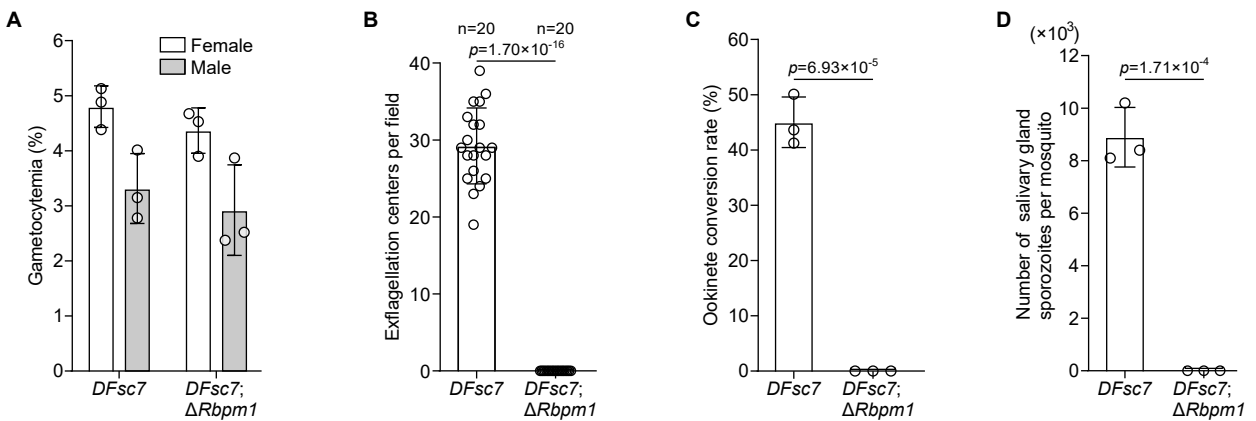 A
Gametocytemia (%)
6
5
4
3
2
1
0
Female
Male
DFsc7
DFsc7;
ΔRbpm1
B
Exflagellation centers per field
n=20
n=20
p=1.70×10⁻¹⁶
40
30
20
10
0
DFsc7
DFsc7;
ΔRbpm1
C
Ookinete conversion rate (%)
60
50
40
30
20
10
0
p=6.93×10⁻⁵
DFsc7
DFsc7;
ΔRbpm1
D
(×10³)
Number of salivary gland
sporozoites per mosquito
12
10
8
6
4
2
0
p=1.71×10⁻⁴
DFsc7
DFsc7;
ΔRbpm1